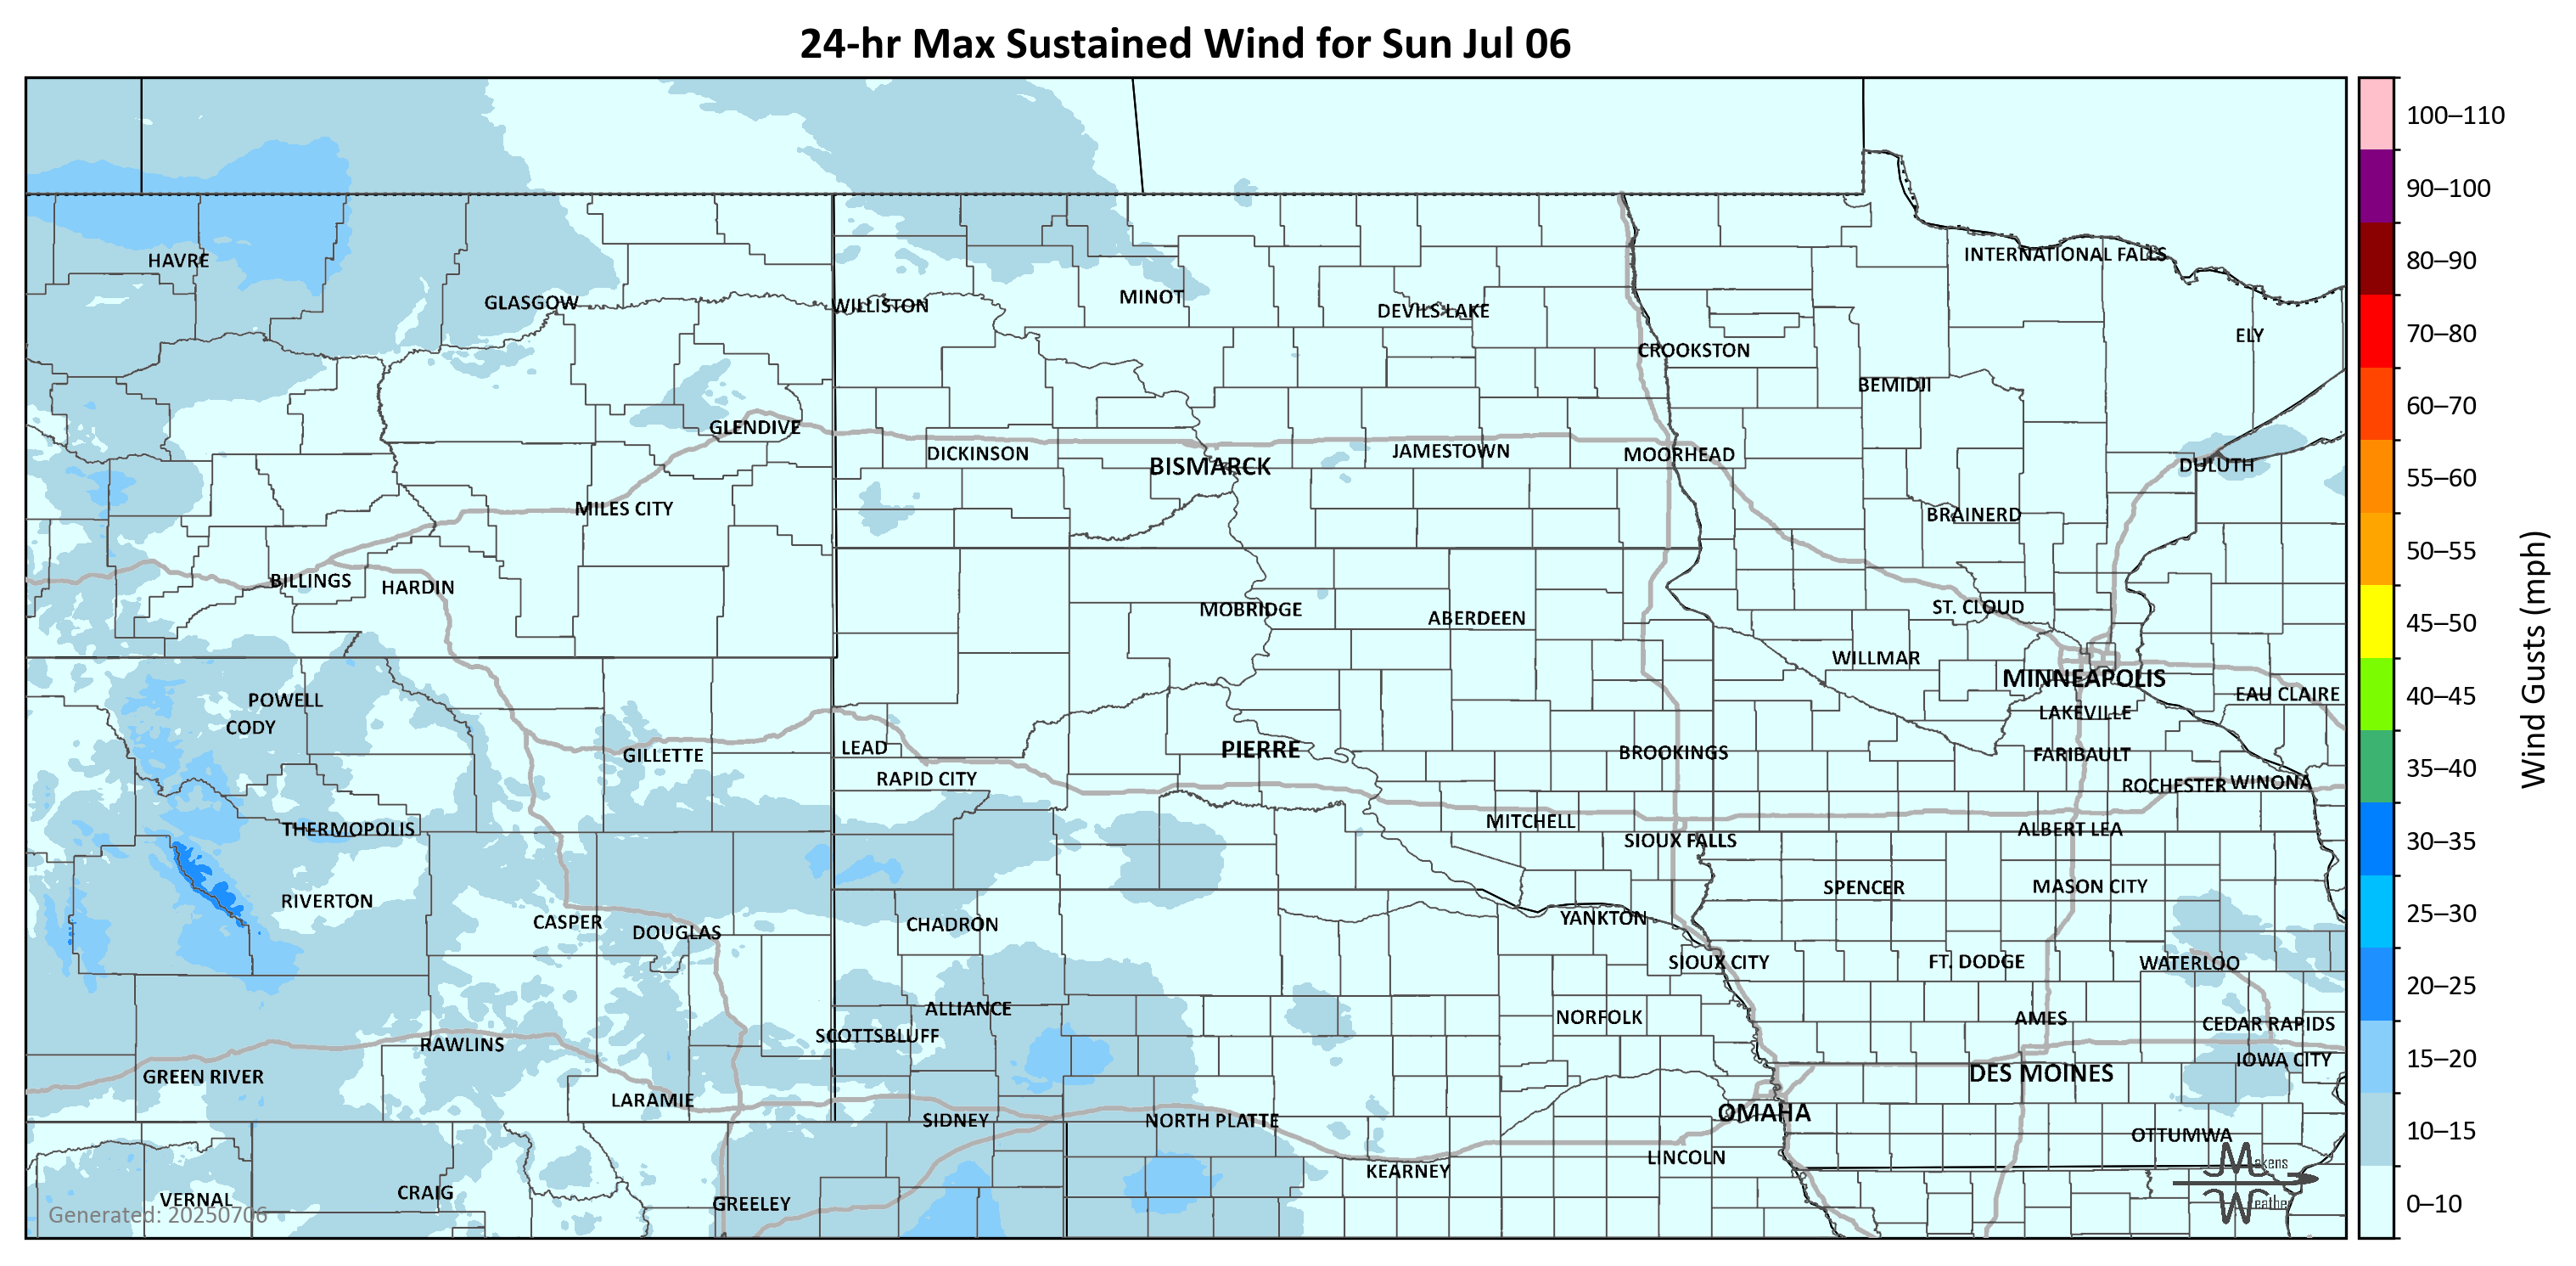 24-hr Max Sustained Wind for Sun Jul 06
100–110
90–100
80–90
70–80
60–70
55–60
50–55
45–50
40–45
35–40
30–35
25–30
20–25
15–20
10–15
0–10
Wind Gusts (mph)
HAVRE
INTERNATIONAL FALLS
GLASGOW
WILLISTON
MINOT
DEVILS LAKE
ELY
CROOKSTON
BEMIDJI
GLENDIVE
DICKINSON
BISMARCK
JAMESTOWN
MOORHEAD
DULUTH
MILES CITY
BRAINERD
BILLINGS
HARDIN
MOBRIDGE
ABERDEEN
ST. CLOUD
WILLMAR
MINNEAPOLIS
EAU CLAIRE
POWELL
CODY
LAKEVILLE
GILLETTE
LEAD
PIERRE
BROOKINGS
FARIBAULT
RAPID CITY
ROCHESTER
WINONA
THERMOPOLIS
MITCHELL
SIOUX FALLS
ALBERT LEA
RIVERTON
SPENCER
MASON CITY
CASPER
DOUGLAS
CHADRON
YANKTON
SIOUX CITY
FT. DODGE
WATERLOO
ALLIANCE
NORFOLK
AMES
CEDAR RAPIDS
SCOTTSBLUFF
RAWLINS
IOWA CITY
GREEN RIVER
DES MOINES
LARAMIE
SIDNEY
NORTH PLATTE
OMAHA
OTTUMWA
KEARNEY
LINCOLN
VERNAL
CRAIG
GREELEY
Generated: 20250706
Makens
Weather